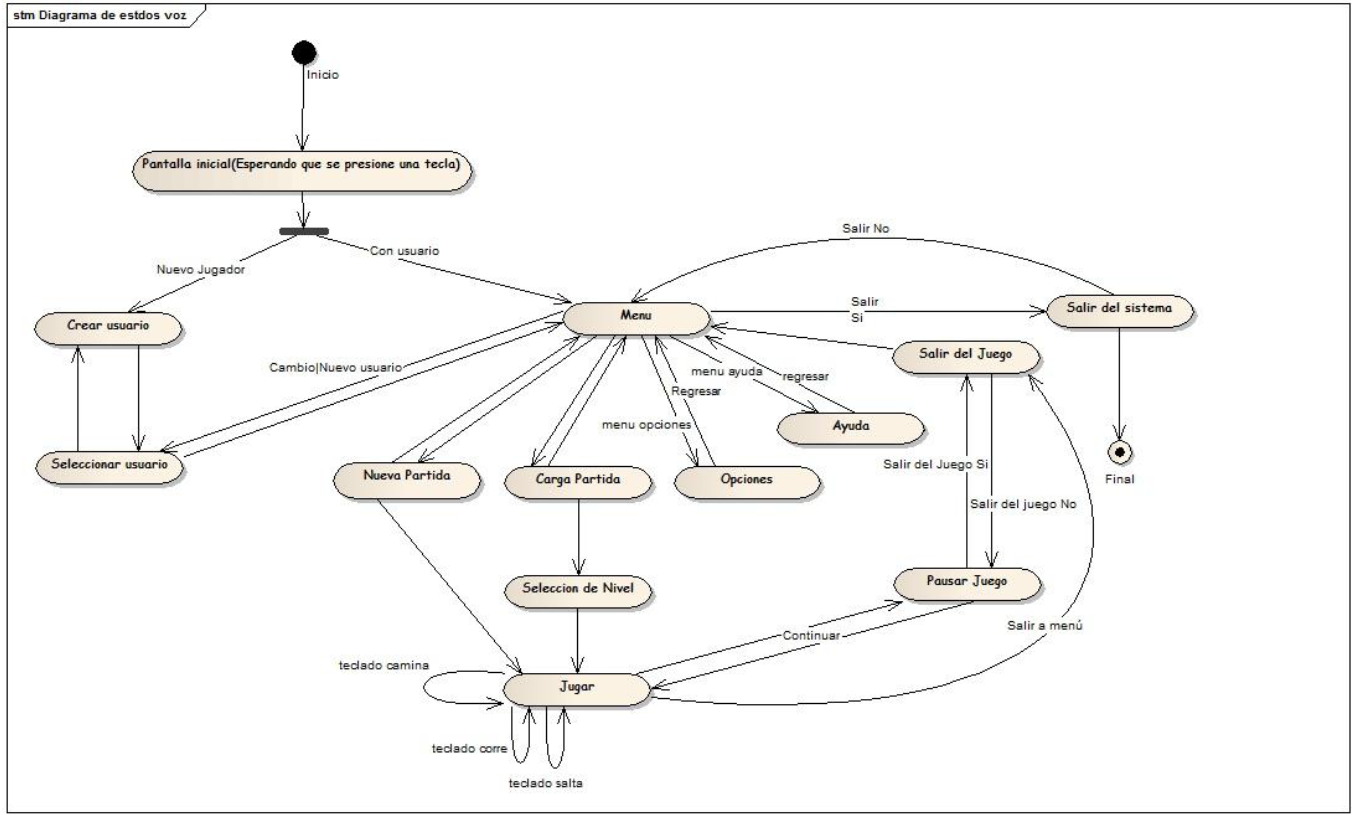 stm Diagrama de estdos voz
Inicio
Pantalla inicial(Esperando que se presione una tecla)
Salir No
Con usuario
Nuevo Jugador
Salir
Si
Salir del sistema
Menu
Crear usuario
Salir del Juego
Cambio|Nuevo usuario
menu ayuda
regresar
Regresar
menu opciones
Ayuda
Seleccionar usuario
Nueva Partida
Carga Partida
Opciones
Salir del Juego Si
Final
Salir del juego No
Seleccion de Nivel
Pausar Juego
Continuar
Salir a menú
teclado camina
Jugar
teclado corre
teclado salta